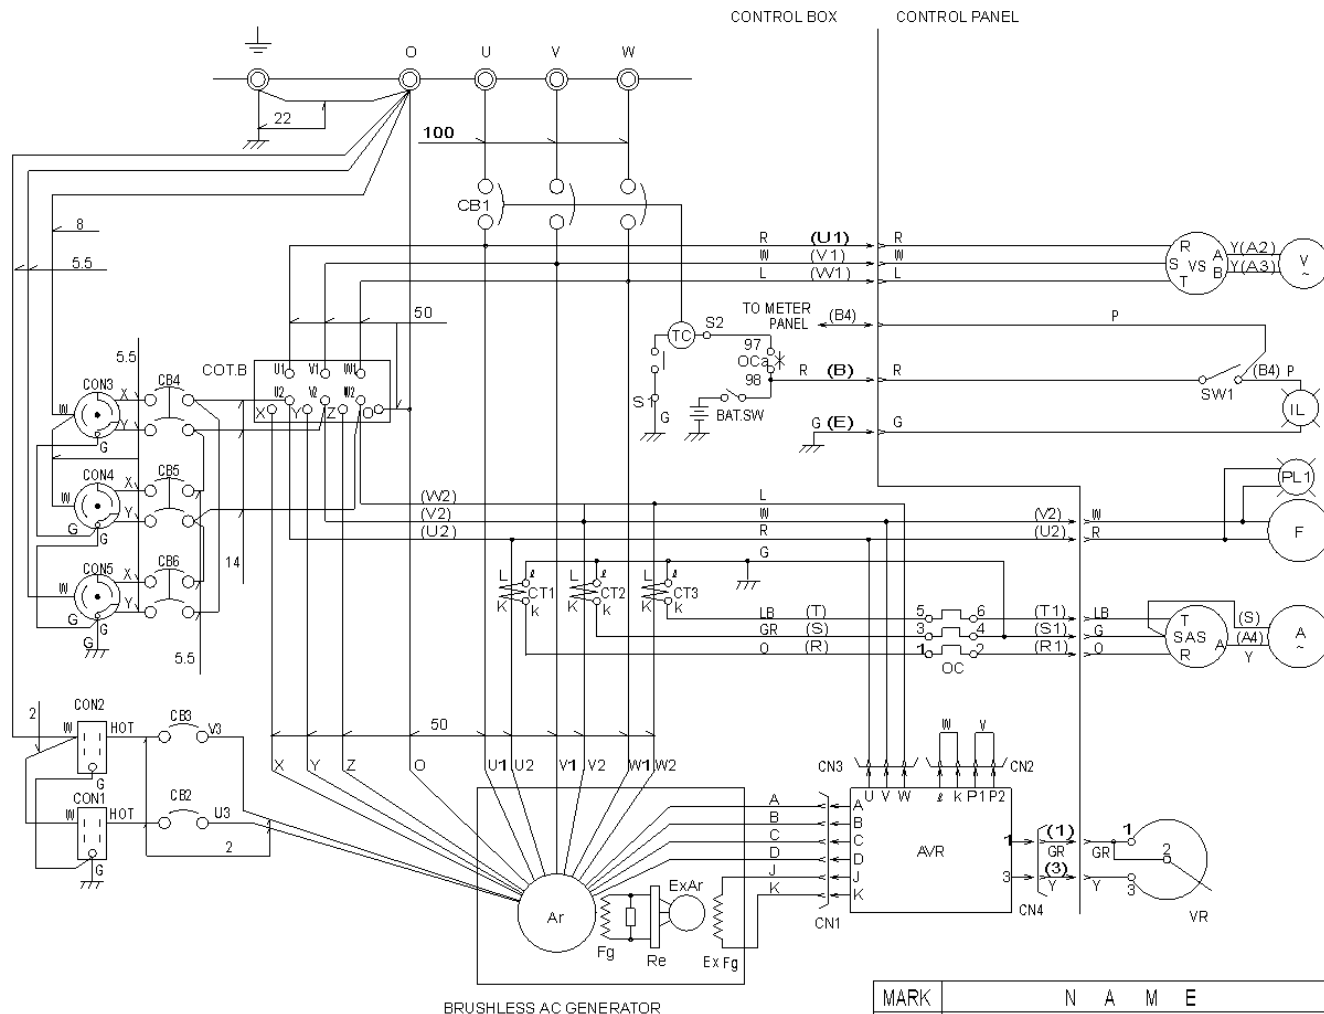 CONTROL BOX CONTROL PANEL
O U V W
22
100
CB1
8
5.5
R (U1) R
W (V1) W
L (W1) L
R S T VS A B
Y(A2)
Y(A3)
V ~
50
TO METER PANEL (B4) P
TC S2
97
OCa
98
R (B) R
SW1
(B4) P
IL
S1
G
BAT.SW
G (E) G
5.5
COT.B
U1 V1 W1
U2 V2 W2
X Y Z O
CON3 X CB4
W Y
G
CON4 X CB5
W Y
G G
CON5 X CB6
W Y
G
G
14
5.5
(W2) L
(V2) W (V2) W
(U2) R (U2) R
G
PL1
F
L ℓ L ℓ L ℓ
CT1 CT2 CT3
K k K k K k
LB (T) 5 6 (T1) LB
GR (S) 3 4 (S1) G
O (R) 1 2 (R1) O
OC
T SAS R A
(S)
(A4)
Y
A ~
2
CON2
W HOT CB3 V3
G
CON1
W HOT CB2 U3
G
2
50
X Y Z O U1 U2 V1 V2 W1 W2
W V
CN3 CN2
U V W ℓ k P1 P2
A A
B B
C C
D D
J J
K K
AVR
CN1
1 (1) GR GR 1
2
3 (3) Y Y 3
CN4
VR
Ar
Fg
Re
ExAr
Ex Fg
BRUSHLESS AC GENERATOR
MARK N A M E